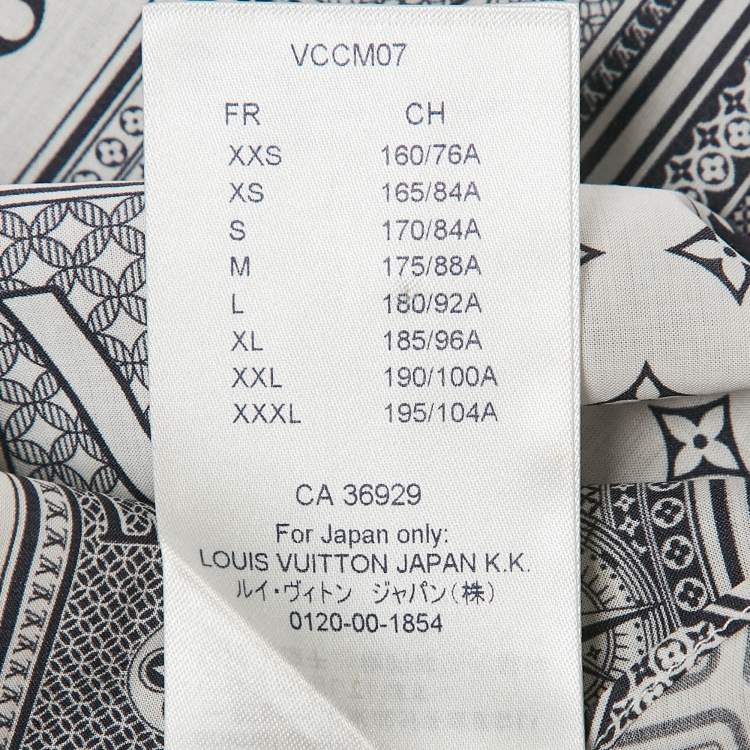 VCCM07
FR CH
XXS 160/76A
XS 165/84A
S 170/84A
M 175/88A
L 180/92A
XL 185/96A
XXL 190/100A
XXXL 195/104A
CA 36929
For Japan only:
LOUIS VUITTON JAPAN K.K.
ルイ・ヴィトン ジャパン(株)
0120-00-1854